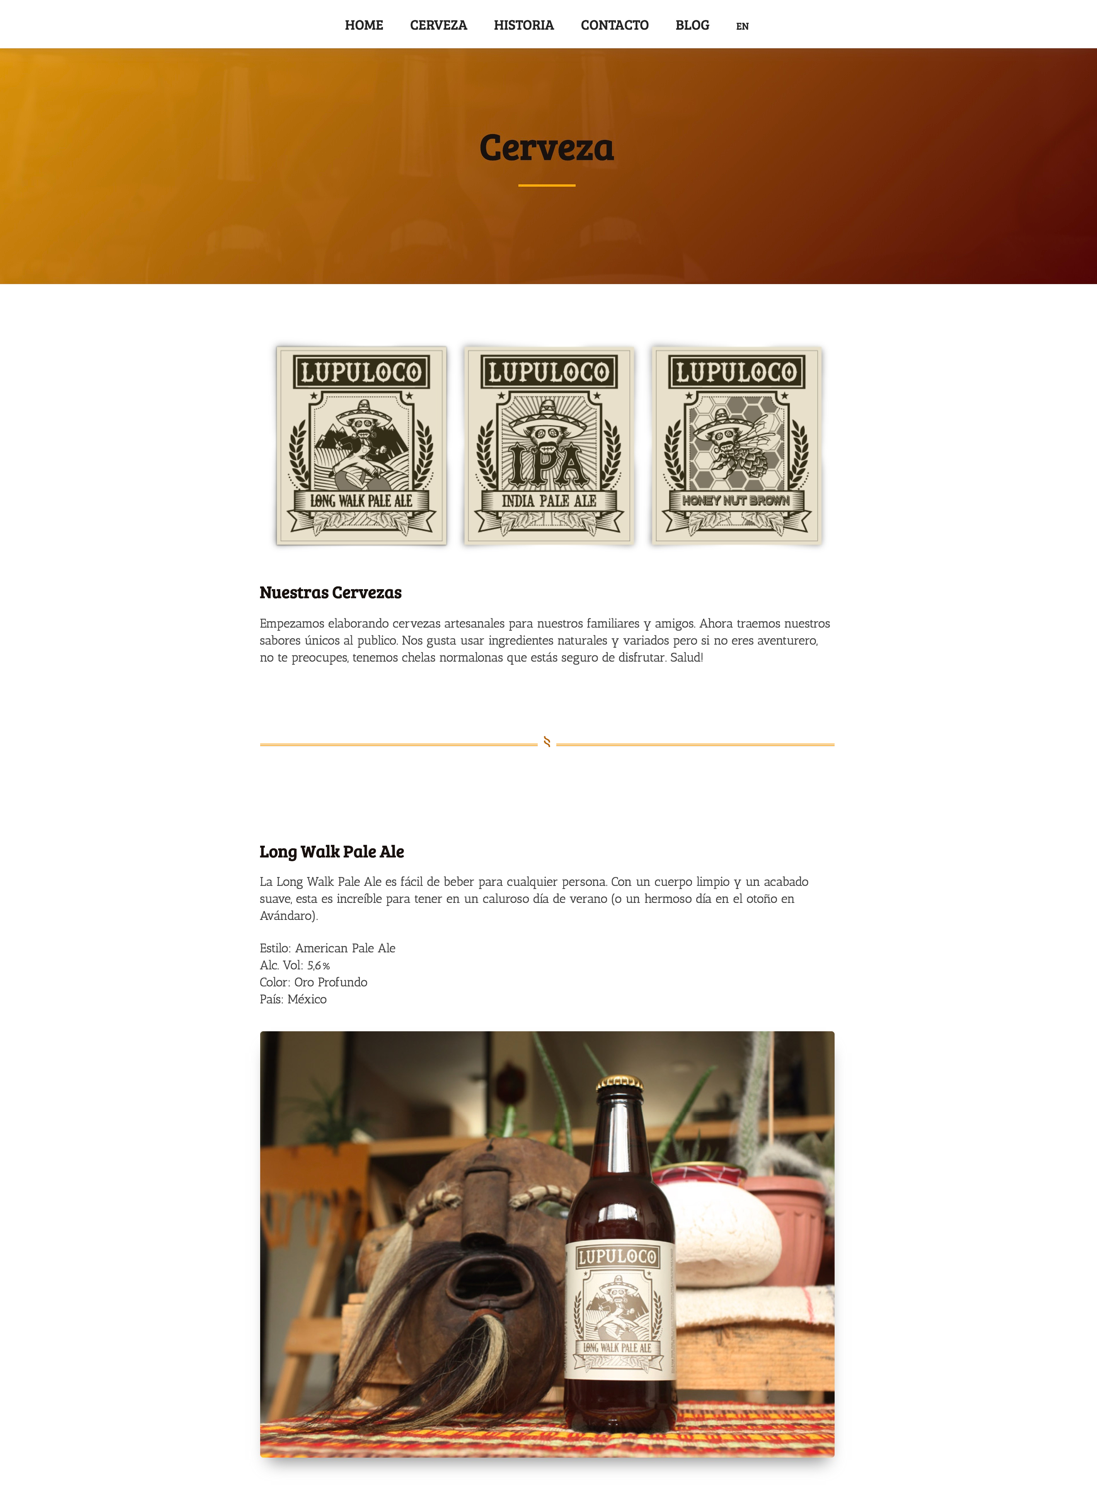 HOME CERVEZA HISTORIA CONTACTO BLOG EN
Cerveza
LUPULOCO
LONG WALK PALE ALE
LUPULOCO
IPA
INDIA PALE ALE
LUPULOCO
HONEY NUT BROWN
Nuestras Cervezas
Empezamos elaborando cervezas artesanales para nuestros familiares y amigos. Ahora traemos nuestros
sabores únicos al publico. Nos gusta usar ingredientes naturales y variados pero si no eres aventurero,
no te preocupes, tenemos chelas normalonas que estás seguro de disfrutar. Salud!
Long Walk Pale Ale
La Long Walk Pale Ale es fácil de beber para cualquier persona. Con un cuerpo limpio y un acabado
suave, esta es increíble para tener en un caluroso día de verano (o un hermoso día en el otoño en
Avándaro).
Estilo: American Pale Ale
Alc. Vol: 5,6%
Color: Oro Profundo
País: México
LUPULOCO
LONG WALK PALE ALE